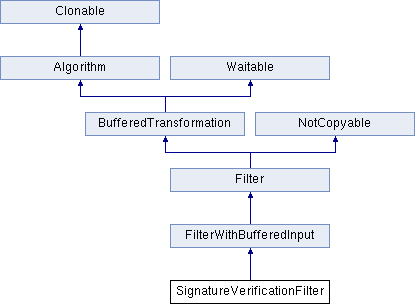 Clonable
Algorithm
Waitable
BufferedTransformation
NotCopyable
Filter
FilterWithBufferedInput
SignatureVerificationFilter